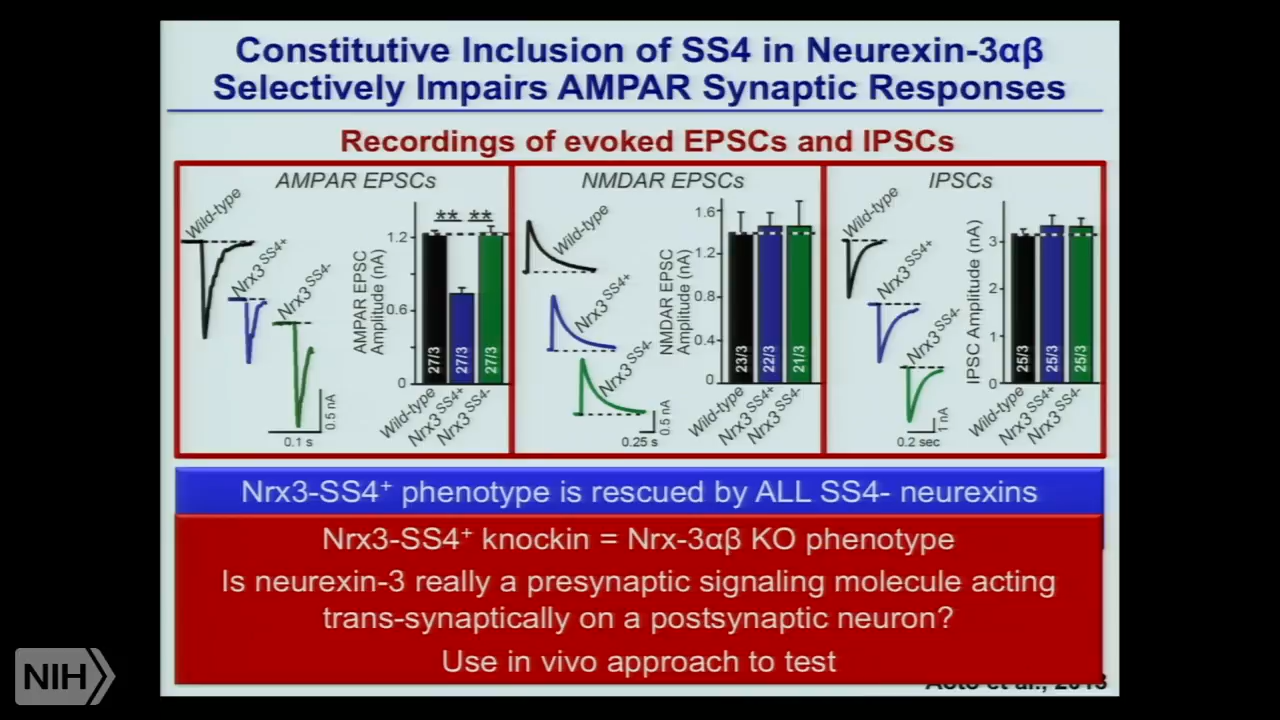 Constitutive Inclusion of SS4 in Neurexin-3αβ
Selectively Impairs AMPAR Synaptic Responses
Recordings of evoked EPSCs and IPSCs
AMPAR EPSCs
Wild-type
Nrx3 SS4+
Nrx3 SS4-
0.1 s
0.5 nA
AMPAR EPSC
Amplitude (nA)
1.2
0.6
0
** **
27/3
27/3
27/3
Wild-type
Nrx3 SS4+
Nrx3 SS4-
NMDAR EPSCs
Wild-type
Nrx3 SS4+
Nrx3 SS4-
0.25 s
0.5 nA
NMDAR EPSC
Amplitude (nA)
1.6
1.2
0.8
0.4
0
23/3
22/3
21/3
Wild-type
Nrx3 SS4+
Nrx3 SS4-
IPSCs
Wild-type
Nrx3 SS4+
Nrx3 SS4-
0.2 sec
1 nA
IPSC Amplitude (nA)
3
2
1
0
25/3
25/3
25/3
Wild-type
Nrx3 SS4+
Nrx3 SS4-
Nrx3-SS4⁺ phenotype is rescued by ALL SS4- neurexins
Nrx3-SS4⁺ knockin = Nrx-3αβ KO phenotype
Is neurexin-3 really a presynaptic signaling molecule acting
trans-synaptically on a postsynaptic neuron?
Use in vivo approach to test
NIH